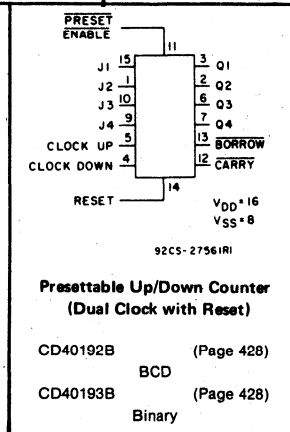 PRESET
ENABLE
11
J1 15 3 Q1
J2 1 2 Q2
J3 10 6 Q3
J4 9 7 Q4
CLOCK UP 5 13 BORROW
CLOCK DOWN 4 12 CARRY
RESET 14
VDD = 16
VSS = 8
92CS-27561R1
Presettable Up/Down Counter
(Dual Clock with Reset)
CD40192B (Page 428)
BCD
CD40193B (Page 428)
Binary